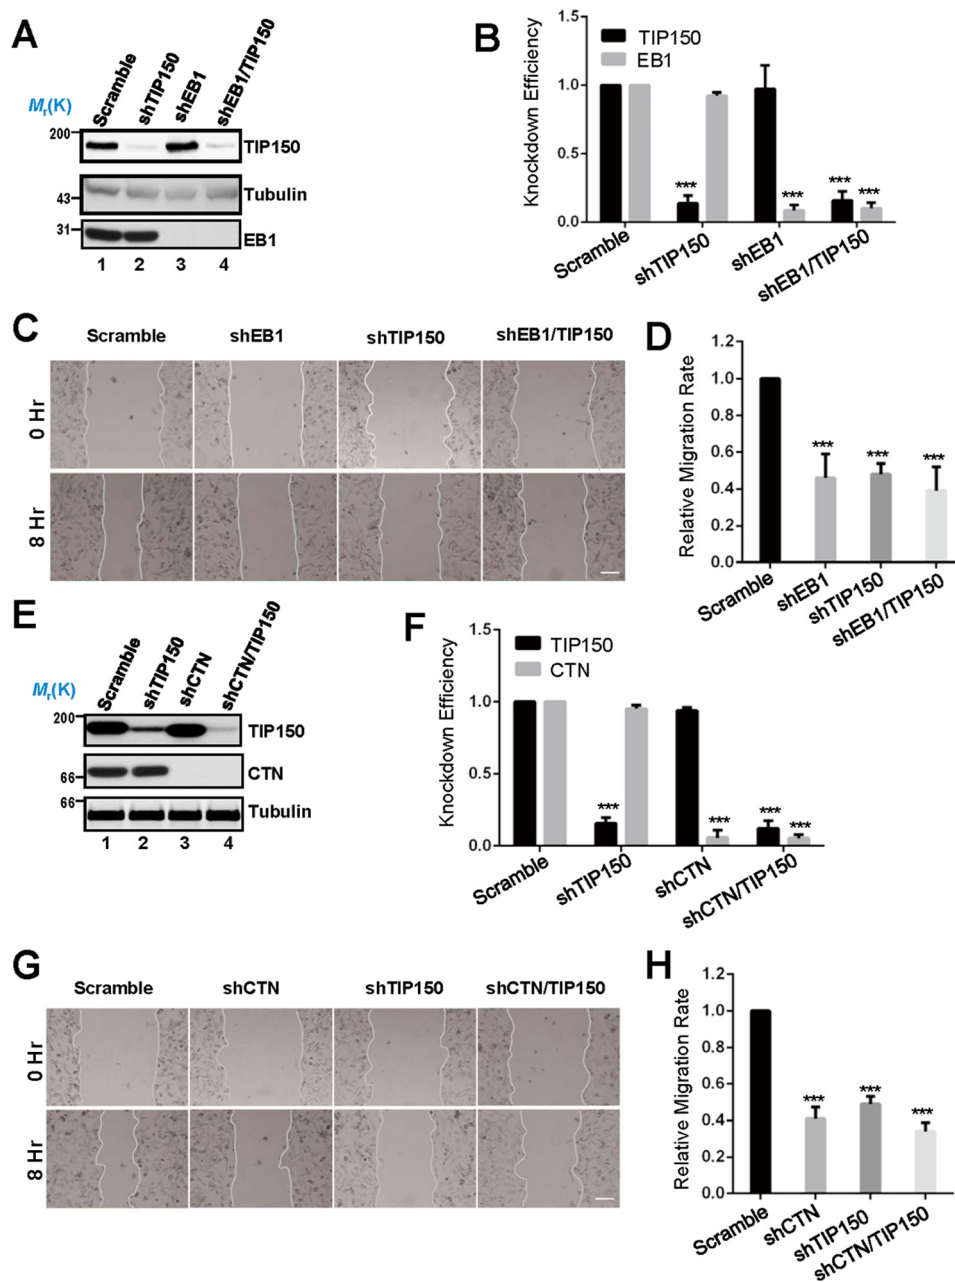 A
Scramble
shTIP150
shEB1
shEB1/TIP150
Mr(K)
200
TIP150
43
Tubulin
31
EB1
1 2 3 4
B
Knockdown Efficiency
1.5
1.0
0.5
0.0
TIP150
EB1
***
***
***
***
Scramble
shTIP150
shEB1
shEB1/TIP150
C
Scramble shEB1 shTIP150 shEB1/TIP150
0 Hr
8 Hr
D
Relative Migration Rate
1.2
1.0
0.8
0.6
0.4
0.2
0.0
***
***
***
Scramble
shEB1
shTIP150
shEB1/TIP150
E
Scramble
shTIP150
shCTN
shCTN/TIP150
Mr(K)
200
TIP150
66
CTN
66
Tubulin
1 2 3 4
F
Knockdown Efficiency
1.5
1.0
0.5
0.0
TIP150
CTN
***
***
***
***
Scramble
shTIP150
shCTN
shCTN/TIP150
G
Scramble shCTN shTIP150 shCTN/TIP150
0 Hr
8 Hr
H
Relative Migration Rate
1.2
1.0
0.8
0.6
0.4
0.2
0.0
***
***
***
Scramble
shCTN
shTIP150
shCTN/TIP150